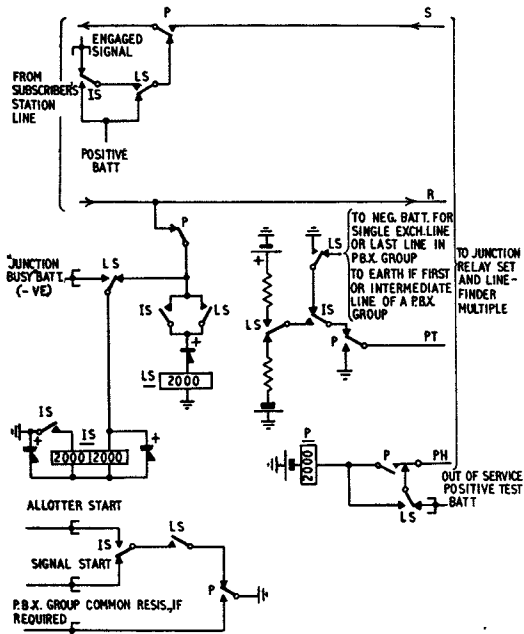 P
S
ENGAGED
SIGNAL
FROM
SUBSCRIBERS'
STATION
LINE
IS
LS
POSITIVE
BATT
R
P
"JUNCTION
BUSY" BATT.
(-VE)
LS
IS
LS
+
LS
2000
+
LS
LS
TO NEG. BATT. FOR
SINGLE EXCH. LINE
OR LAST LINE IN
P.B.X. GROUP
TO EARTH IF FIRST
OR INTERMEDIATE
LINE OF A P.B.X.
GROUP
IS
P
PT
TO JUNCTION
RELAY SET
AND LINE-
FINDER
MULTIPLE
IS
IS
+
2000 2000
+
P
2000
P
PH
LS
OUT OF SERVICE
POSITIVE TEST
BATT
ALLOTTER START
IS
LS
SIGNAL START
P
P.B.X. GROUP COMMON RESIS., IF
REQUIRED